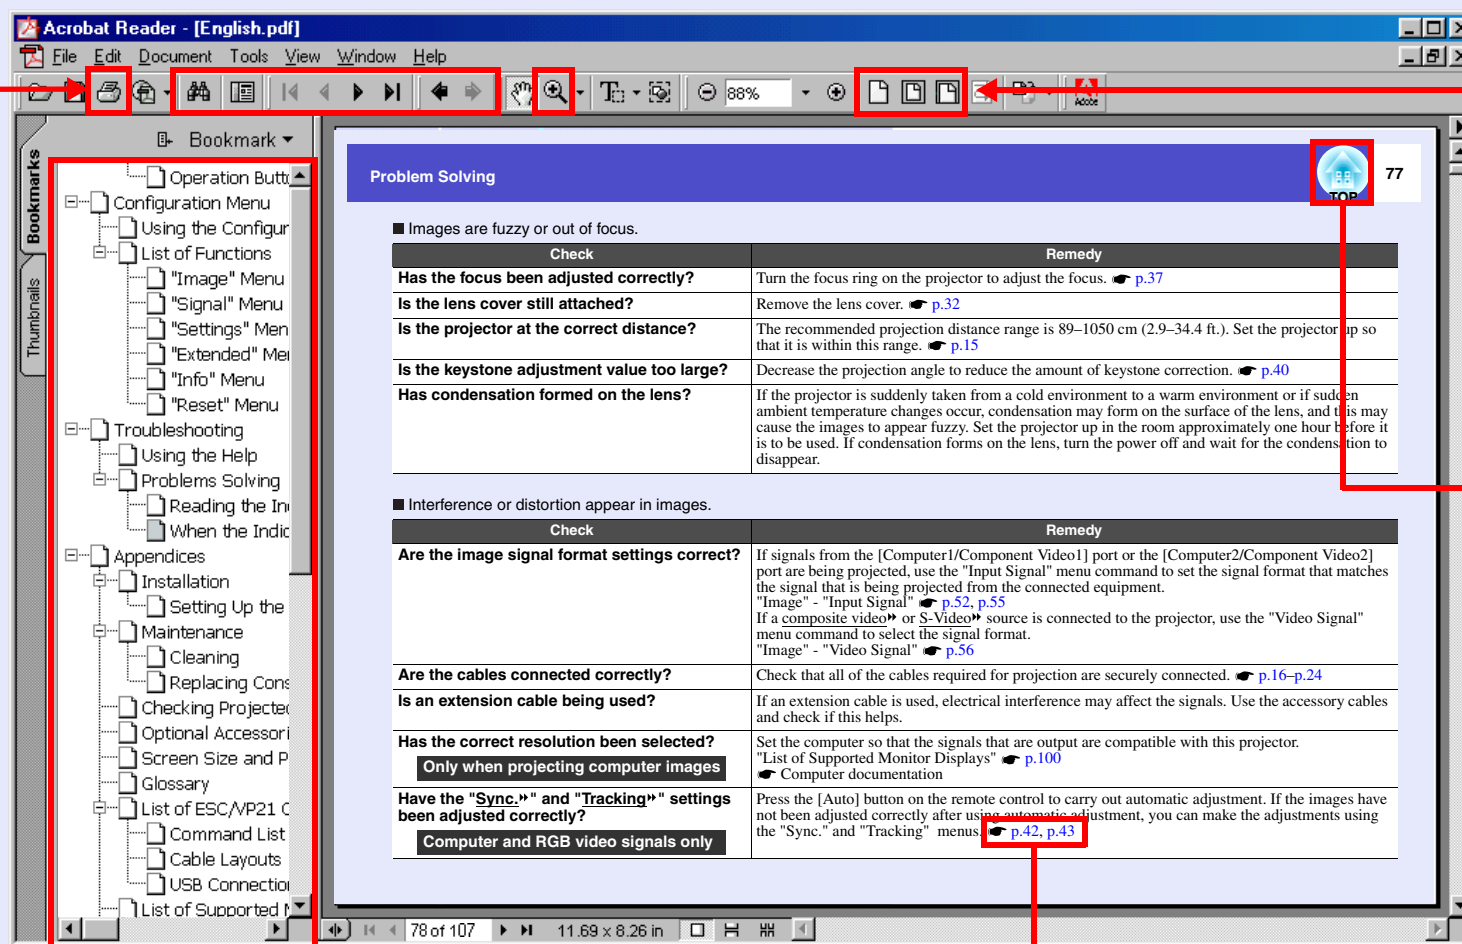 Acrobat Reader - [English.pdf]
File Edit Document Tools View Window Help
88%
Adobe
Bookmarks
Thumbnails
Bookmark
Operation Butto
Configuration Menu
Using the Configur
List of Functions
"Image" Menu
"Signal" Menu
"Settings" Men
"Extended" Me
"Info" Menu
"Reset" Menu
Troubleshooting
Using the Help
Problems Solving
Reading the In
When the Indic
Appendices
Installation
Setting Up the
Maintenance
Cleaning
Replacing Cons
Checking Projected
Optional Accessori
Screen Size and P
Glossary
List of ESC/VP21 C
Command List
Cable Layouts
USB Connection
List of Supported M
Problem Solving
TOP
77
■ Images are fuzzy or out of focus.
Check Remedy
Has the focus been adjusted correctly? Turn the focus ring on the projector to adjust the focus. ☛ p.37
Is the lens cover still attached? Remove the lens cover. ☛ p.32
Is the projector at the correct distance? The recommended projection distance range is 89–1050 cm (2.9–34.4 ft.). Set the projector up so
that it is within this range. ☛ p.15
Is the keystone adjustment value too large? Decrease the projection angle to reduce the amount of keystone correction. ☛ p.40
Has condensation formed on the lens? If the projector is suddenly taken from a cold environment to a warm environment or if sudden
ambient temperature changes occur, condensation may form on the surface of the lens, and this may
cause the images to appear fuzzy. Set the projector up in the room approximately one hour before it
is to be used. If condensation forms on the lens, turn the power off and wait for the condensation to
disappear.
■ Interference or distortion appear in images.
Check Remedy
Are the image signal format settings correct? If signals from the [Computer1/Component Video1] port or the [Computer2/Component Video2]
port are being projected, use the "Input Signal" menu command to set the signal format that matches
the signal that is being projected from the connected equipment.
"Image" - "Input Signal" ☛ p.52, p.55
If a composite video or S-Video source is connected to the projector, use the "Video Signal"
menu command to select the signal format.
"Image" - "Video Signal" ☛ p.56
Are the cables connected correctly? Check that all of the cables required for projection are securely connected. ☛ p.16–p.24
Is an extension cable being used? If an extension cable is used, electrical interference may affect the signals. Use the accessory cables
and check if this helps.
Has the correct resolution been selected?
Only when projecting computer images
Set the computer so that the signals that are output are compatible with this projector.
"List of Supported Monitor Displays" ☛ p.100
☛ Computer documentation
Have the "Sync." and "Tracking" settings
been adjusted correctly?
Computer and RGB video signals only
Press the [Auto] button on the remote control to carry out automatic adjustment. If the images have
not been adjusted correctly after using automatic adjustment, you can make the adjustments using
the "Sync." and "Tracking" menus. ☛ p.42, p.43
78 of 107 11.69 x 8.26 in